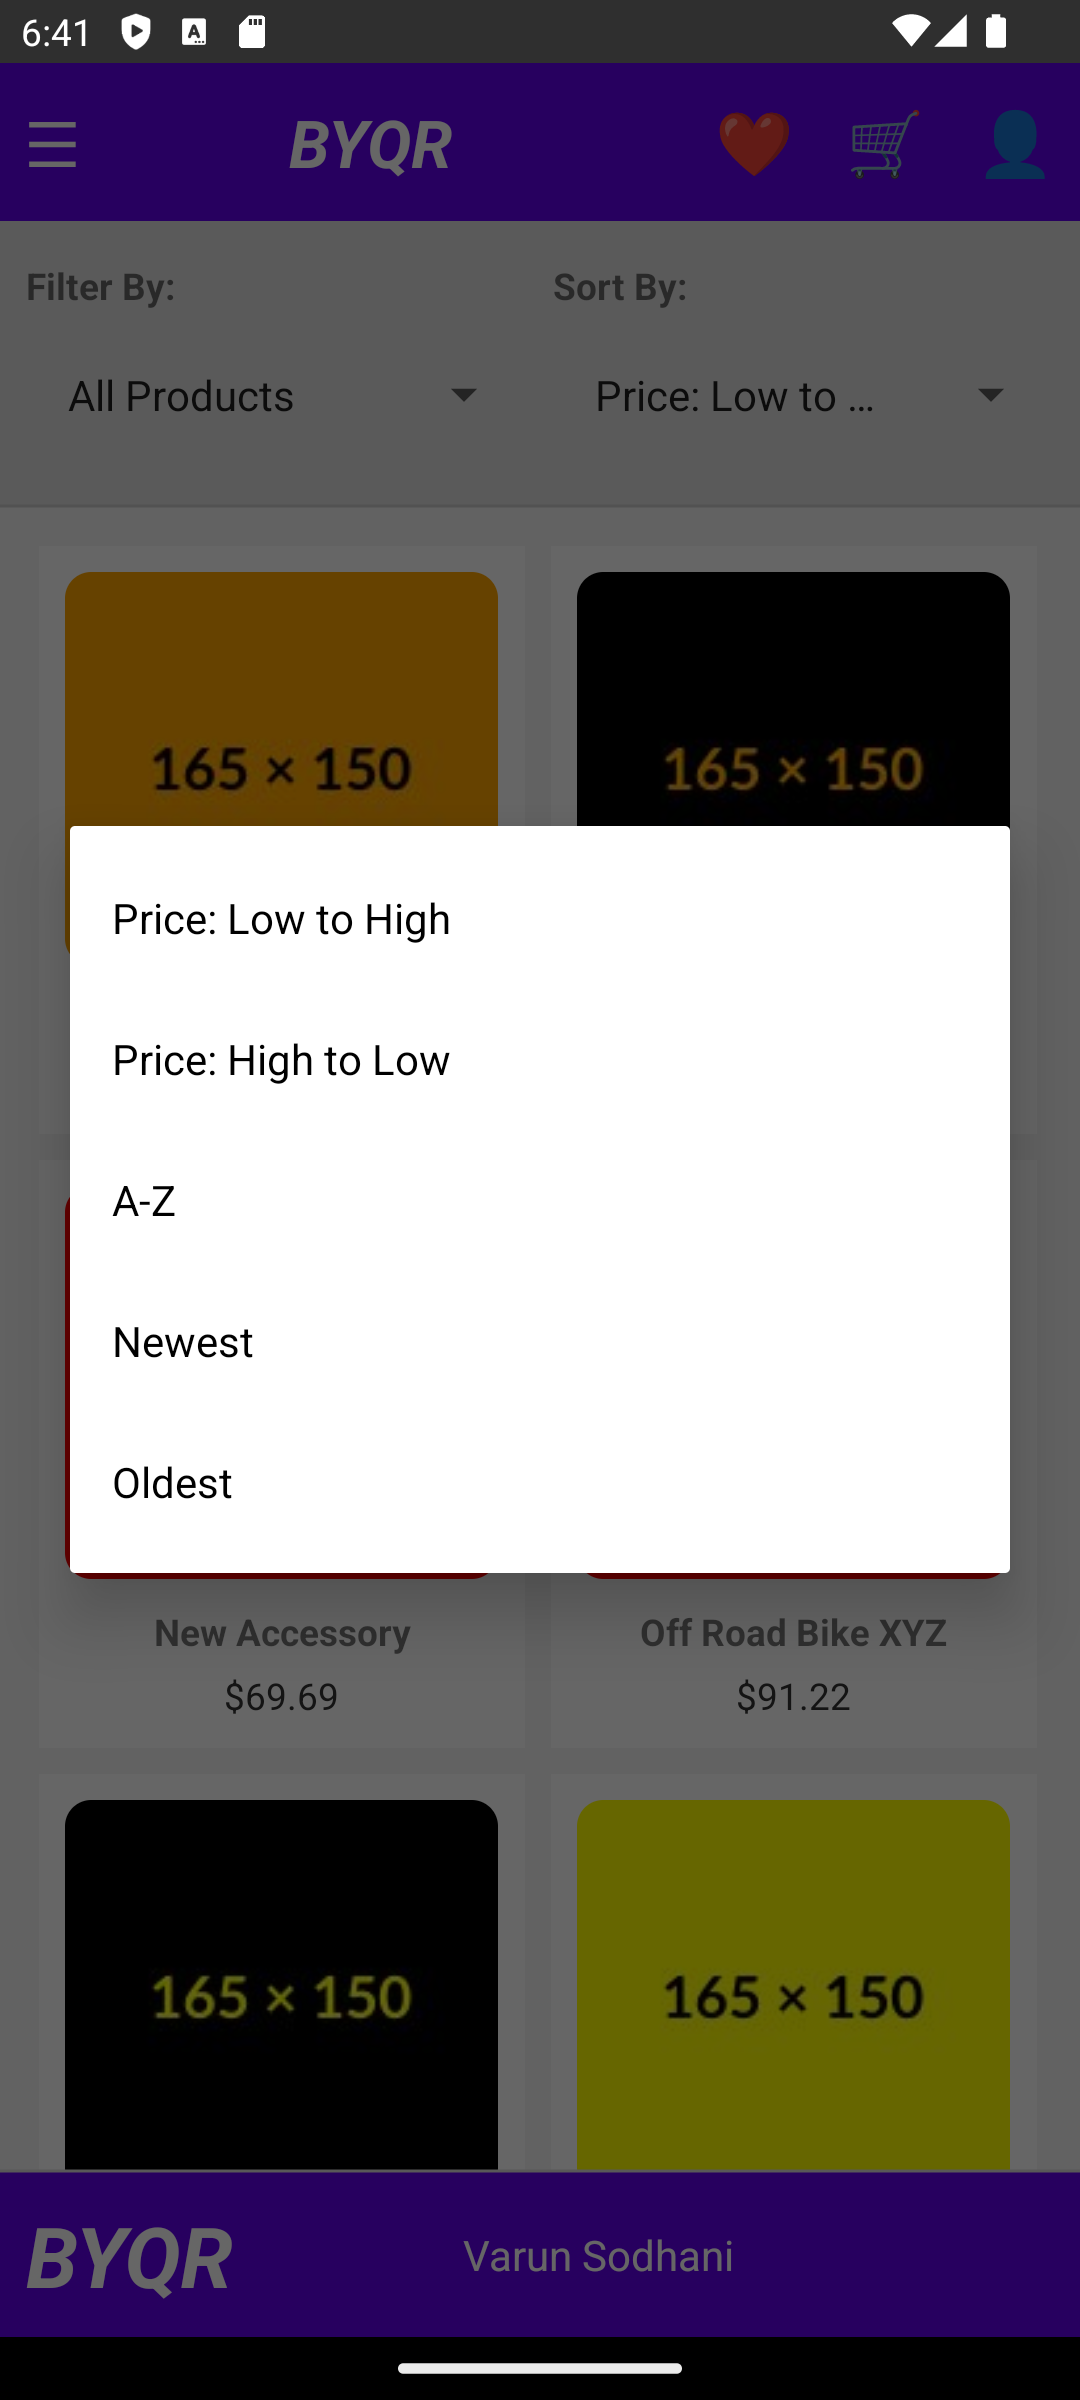 6:41
BYQR
Filter By:
Sort By:
All Products
Price: Low to ...
165 × 150
165 × 150
Price: Low to High
Price: High to Low
A-Z
Newest
Oldest
New Accessory
Off Road Bike XYZ
$69.69
$91.22
165 × 150
165 × 150
BYQR
Varun Sodhani